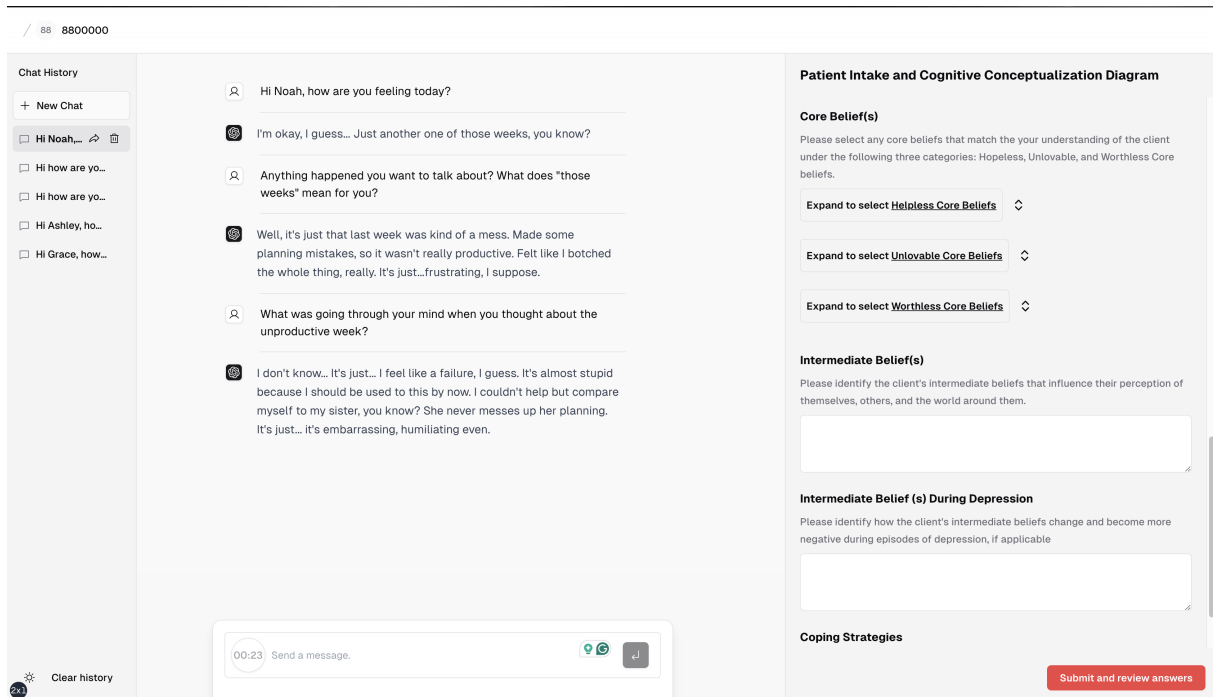 / 88 8800000
Chat History
+ New Chat
Hi Noah,...
Hi how are yo...
Hi how are yo...
Hi Ashley, ho...
Hi Grace, how...
Clear history
2x1
Hi Noah, how are you feeling today?
I'm okay, I guess... Just another one of those weeks, you know?
Anything happened you want to talk about? What does "those
weeks" mean for you?
Well, it's just that last week was kind of a mess. Made some
planning mistakes, so it wasn't really productive. Felt like I botched
the whole thing, really. It's just...frustrating, I suppose.
What was going through your mind when you thought about the
unproductive week?
I don't know... It's just... I feel like a failure, I guess. It's almost stupid
because I should be used to this by now. I couldn't help but compare
myself to my sister, you know? She never messes up her planning.
It's just... it's embarrassing, humiliating even.
00:23 Send a message.
Patient Intake and Cognitive Conceptualization Diagram
Core Belief(s)
Please select any core beliefs that match the your understanding of the client
under the following three categories: Hopeless, Unlovable, and Worthless Core
beliefs.
Expand to select Helpless Core Beliefs
Expand to select Unlovable Core Beliefs
Expand to select Worthless Core Beliefs
Intermediate Belief(s)
Please identify the client's intermediate beliefs that influence their perception of
themselves, others, and the world around them.
Intermediate Belief (s) During Depression
Please identify how the client's intermediate beliefs change and become more
negative during episodes of depression, if applicable
Coping Strategies
Submit and review answers